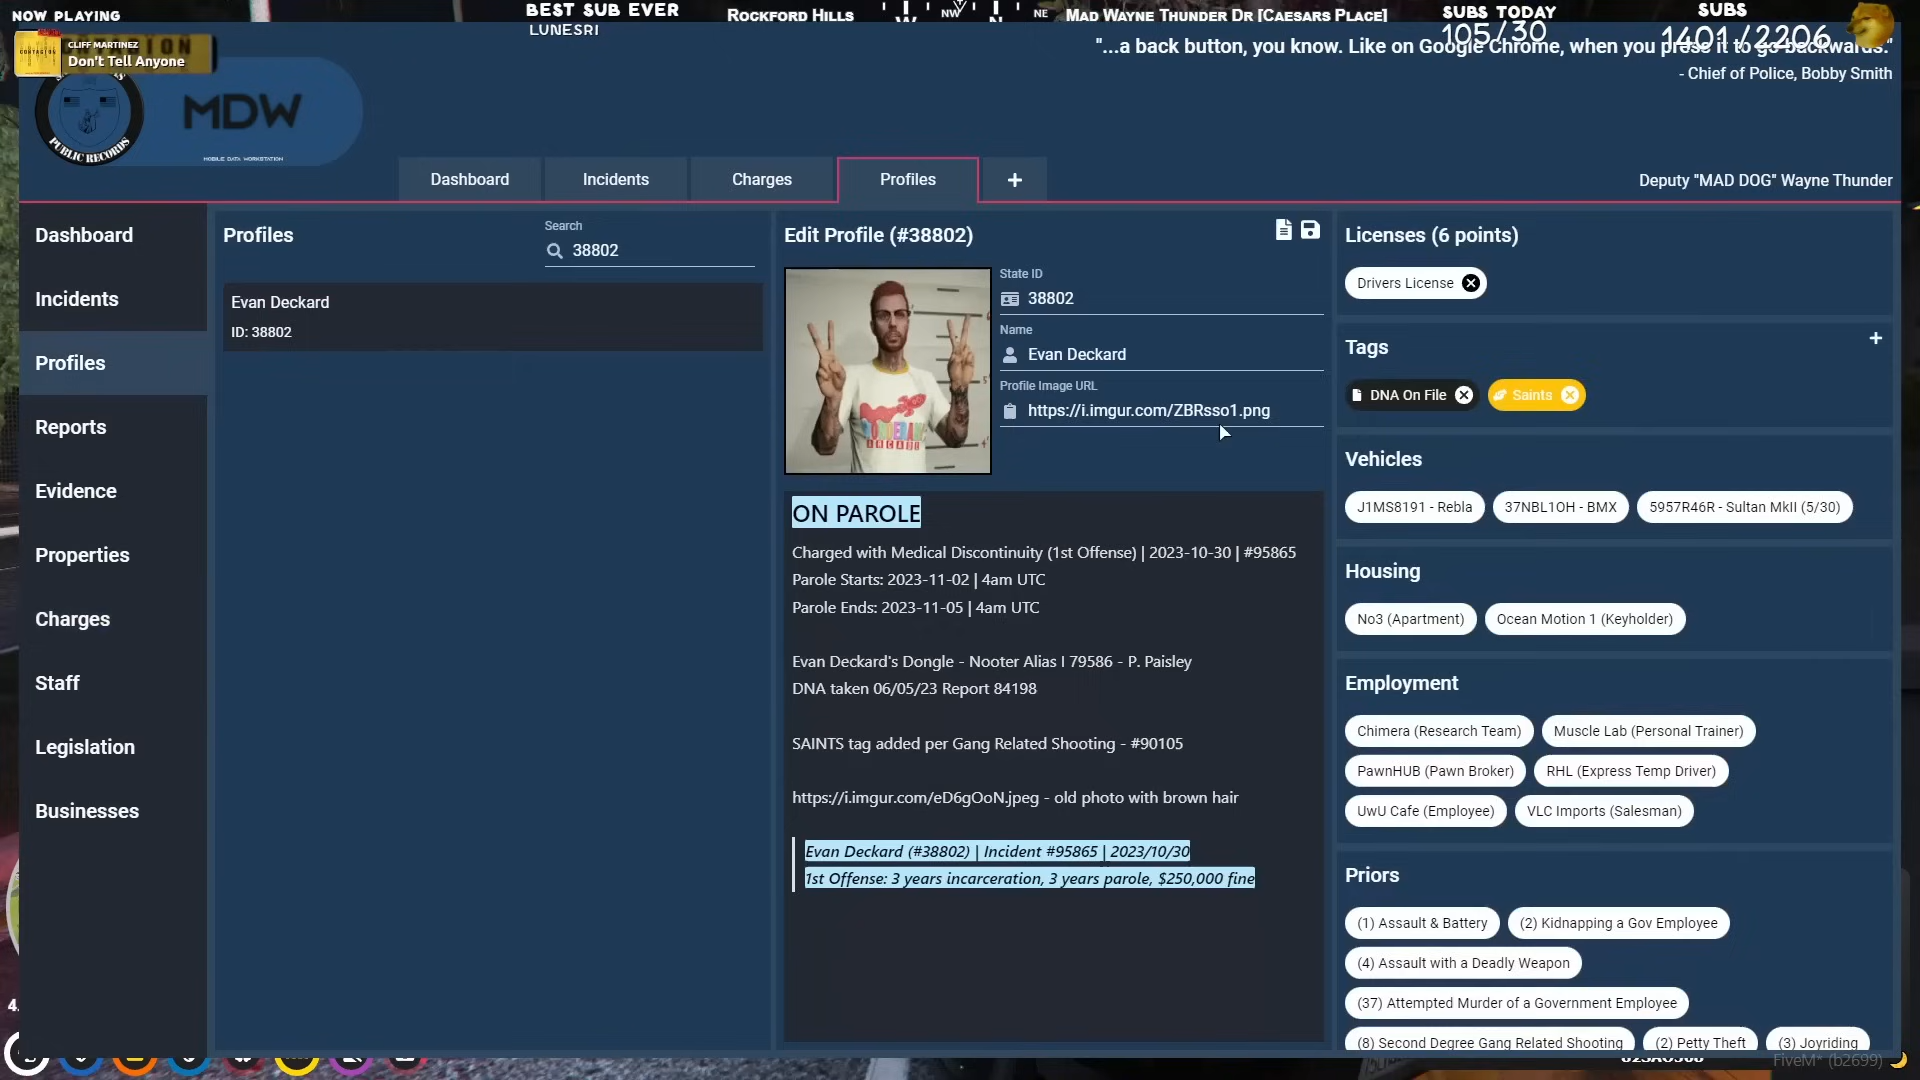 NOW PLAYING
CLIFF MARTINEZ
Don't Tell Anyone
BEST SUB EVER
LUNESRI
ROCKFORD HILLS
W
NW
N
NE
MAD WAYNE THUNDER DR [CAESARS PLACE]
SUBS TODAY
105/30
SUBS
1401/2206
"...a back button, you know. Like on Google Chrome, when you press it to go backwards."
- Chief of Police, Bobby Smith
PUBLIC RECORDS
MDW
MOBILE DATA WORKSTATION
Dashboard
Incidents
Charges
Profiles
+
Deputy "MAD DOG" Wayne Thunder
Dashboard
Incidents
Profiles
Reports
Evidence
Properties
Charges
Staff
Legislation
Businesses
Profiles
Search
38802
Evan Deckard
ID: 38802
Edit Profile (#38802)
State ID
38802
Name
Evan Deckard
Profile Image URL
https://i.imgur.com/ZBRsso1.png
ON PAROLE
Charged with Medical Discontinuity (1st Offense) | 2023-10-30 | #95865
Parole Starts: 2023-11-02 | 4am UTC
Parole Ends: 2023-11-05 | 4am UTC
Evan Deckard's Dongle - Nooter Alias I 79586 - P. Paisley
DNA taken 06/05/23 Report 84198
SAINTS tag added per Gang Related Shooting - #90105
https://i.imgur.com/eD6gOoN.jpeg - old photo with brown hair
Evan Deckard (#38802) | Incident #95865 | 2023/10/30
1st Offense: 3 years incarceration, 3 years parole, $250,000 fine
Licenses (6 points)
Drivers License
Tags
DNA On File
Saints
Vehicles
J1MS8191 - Rebla
37NBL1OH - BMX
5957R46R - Sultan MkII (5/30)
Housing
No3 (Apartment)
Ocean Motion 1 (Keyholder)
Employment
Chimera (Research Team)
Muscle Lab (Personal Trainer)
PawnHUB (Pawn Broker)
RHL (Express Temp Driver)
UwU Cafe (Employee)
VLC Imports (Salesman)
Priors
(1) Assault & Battery
(2) Kidnapping a Gov Employee
(4) Assault with a Deadly Weapon
(37) Attempted Murder of a Government Employee
(8) Second Degree Gang Related Shooting
(2) Petty Theft
(3) Joyriding
FiveM* (b2699)